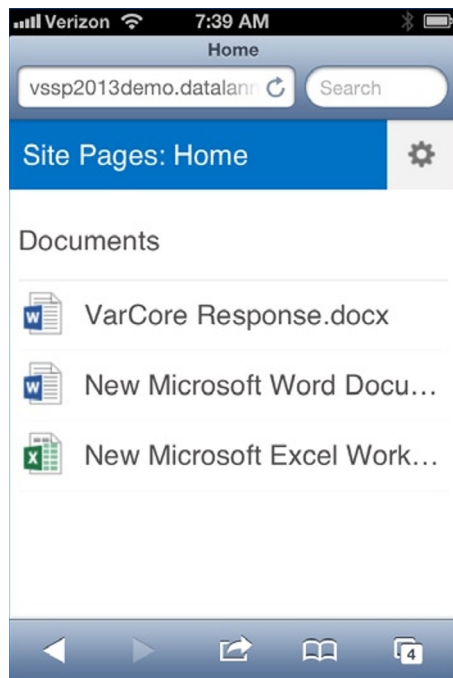 Verizon 7:39 AM
Home
vssp2013demo.datalann Search
Site Pages: Home
Documents
W VarCore Response.docx
W New Microsoft Word Docu...
X New Microsoft Excel Work...
4